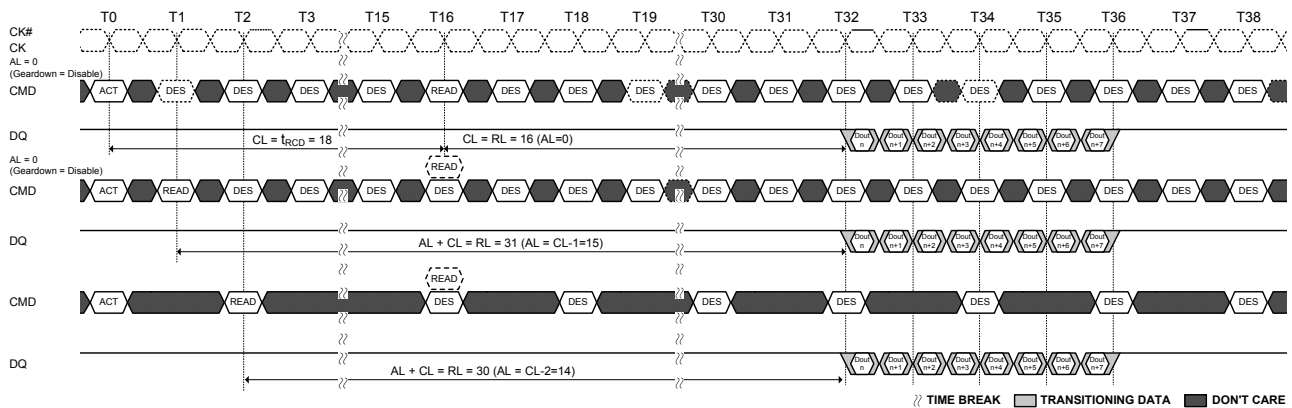 T0 T1 T2 T3 T15 T16 T17 T18 T19 T30 T31 T32 T33 T34 T35 T36 T37 T38
CK#
CK
AL = 0
(Geardown = Disable)
CMD ACT DES DES DES DES READ DES DES DES DES DES DES DES DES DES DES DES DES
DQ Dout n Dout n+1 Dout n+2 Dout n+3 Dout n+4 Dout n+5 Dout n+6 Dout n+7
CL = tRCD = 18 CL = RL = 16 (AL=0)
AL = 0
(Geardown = Disable)
READ
CMD ACT READ DES DES DES DES DES DES DES DES DES DES DES DES DES DES DES DES
DQ Dout n Dout n+1 Dout n+2 Dout n+3 Dout n+4 Dout n+5 Dout n+6 Dout n+7
AL + CL = RL = 31 (AL = CL-1=15)
READ
CMD ACT READ DES DES DES DES DES DES DES
DQ Dout n Dout n+1 Dout n+2 Dout n+3 Dout n+4 Dout n+5 Dout n+6 Dout n+7
AL + CL = RL = 30 (AL = CL-2=14)
TIME BREAK TRANSITIONING DATA DON'T CARE